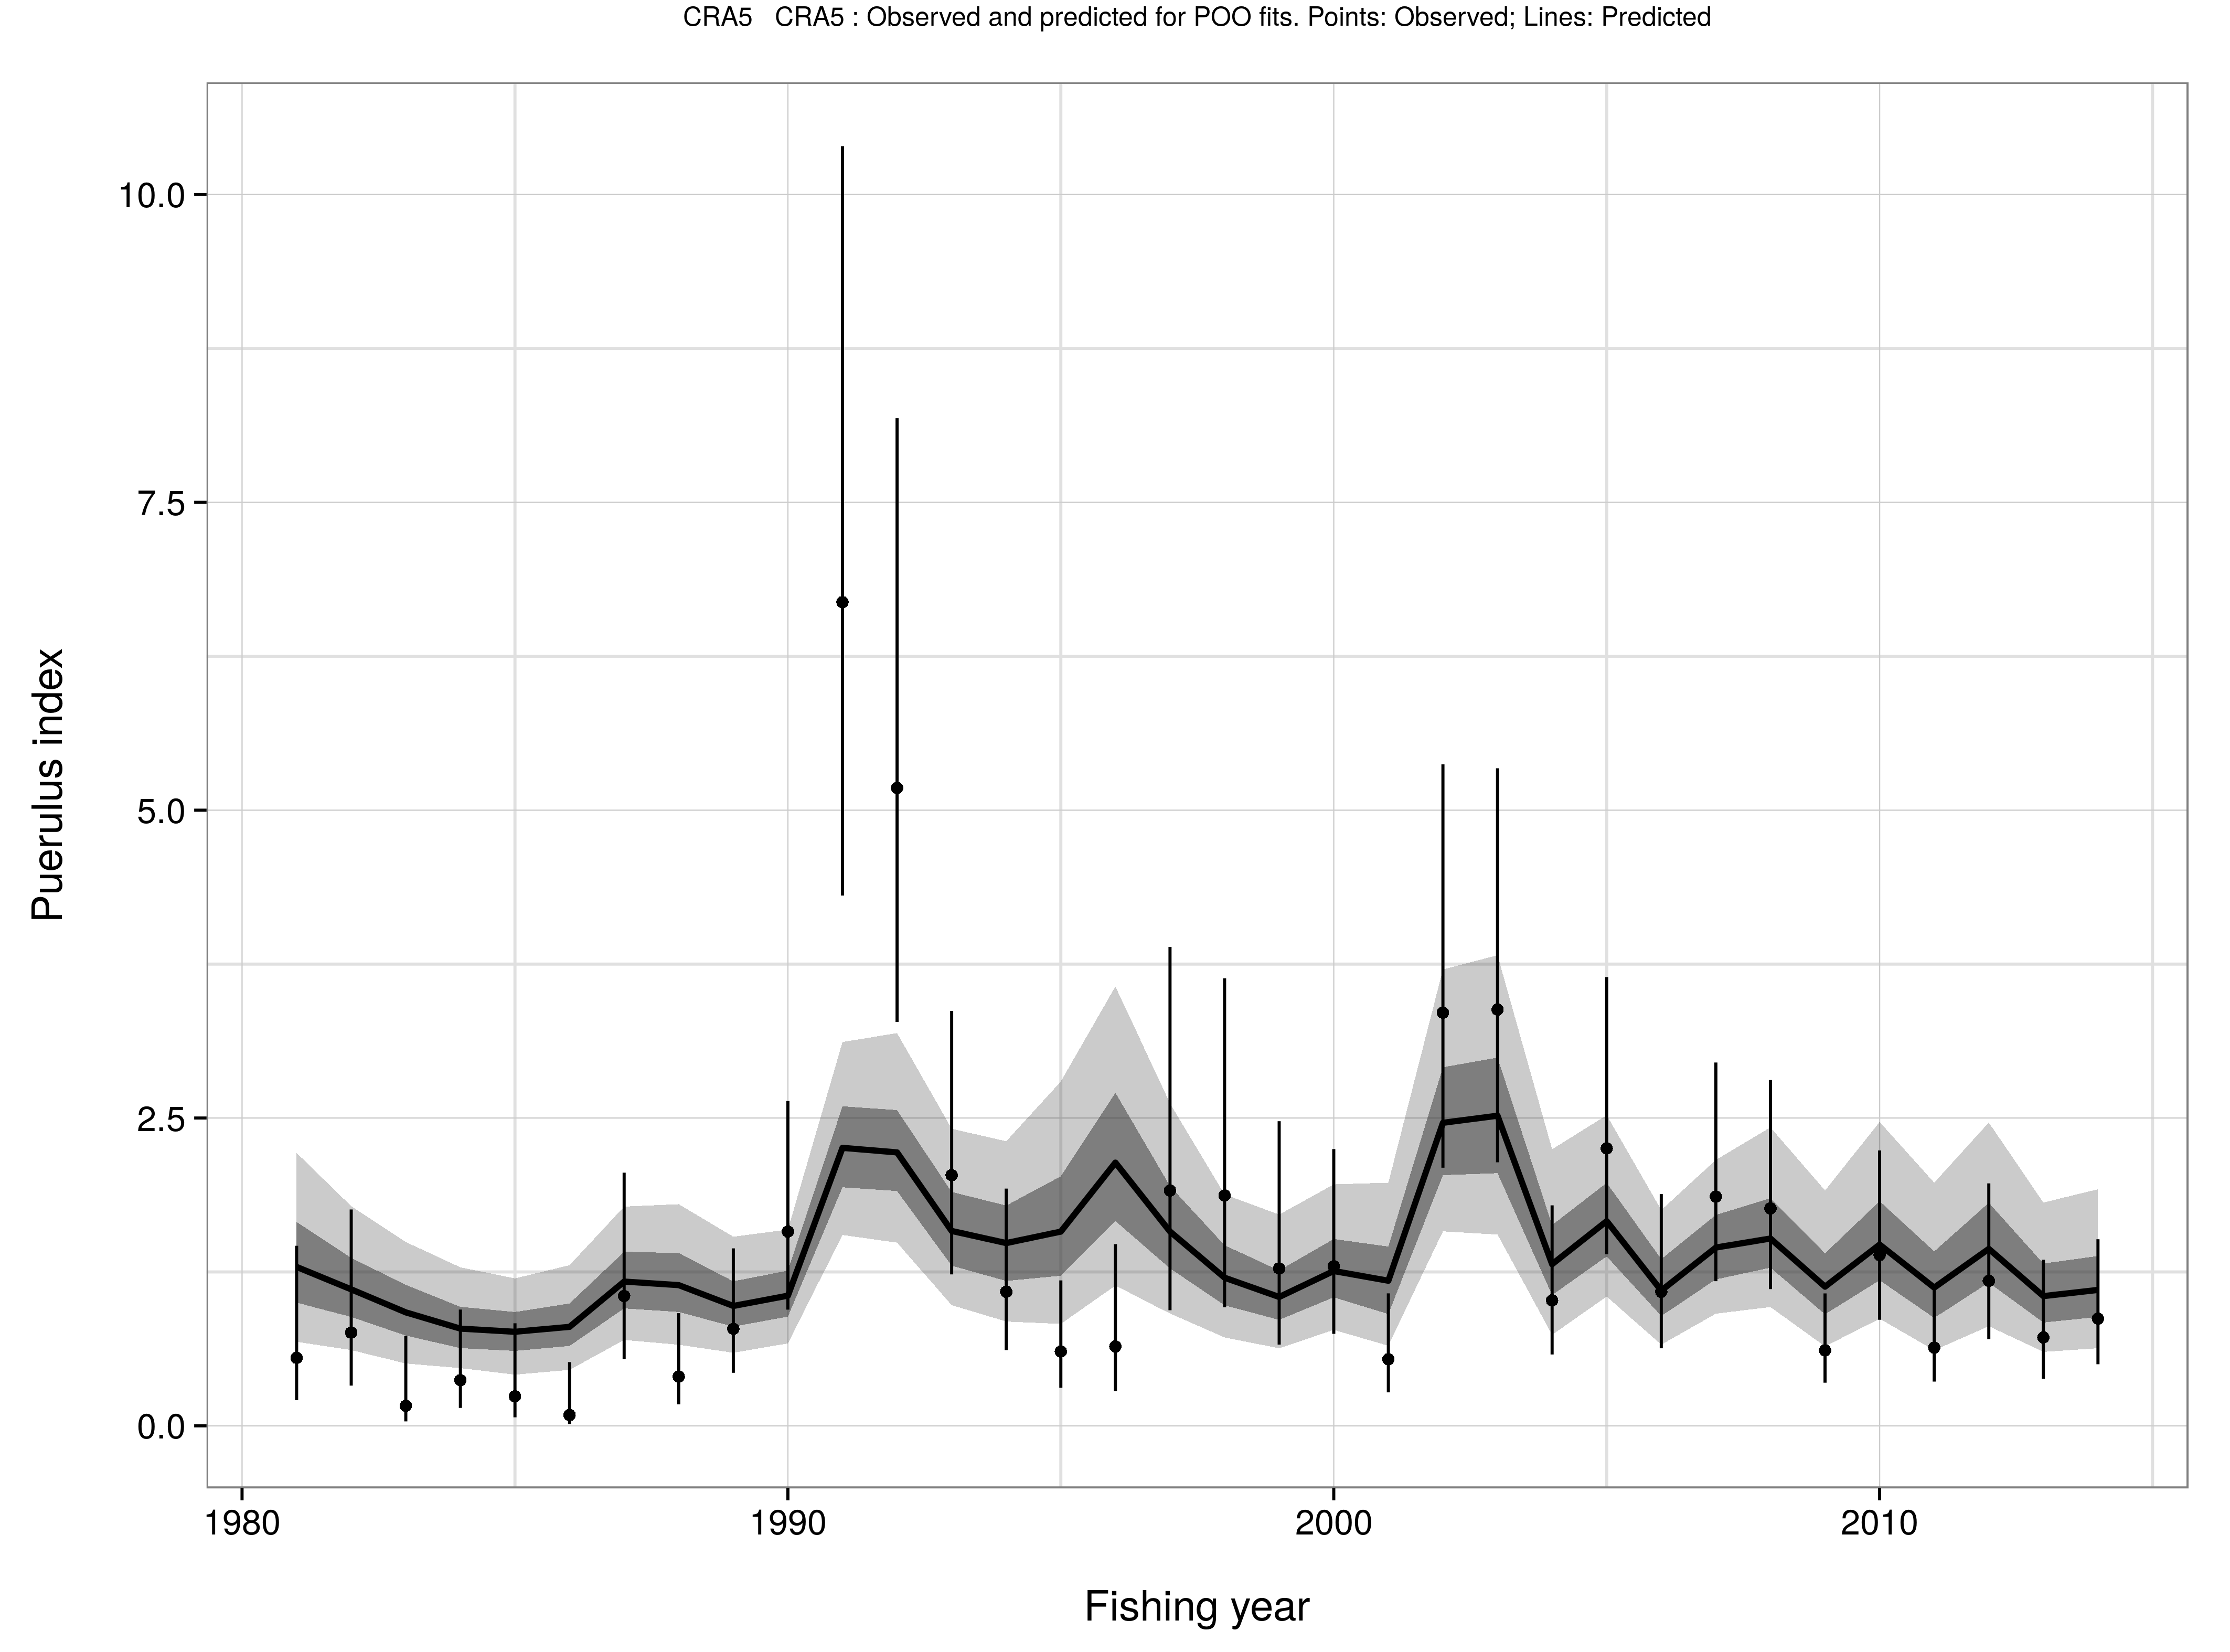 CRA5 CRA5 : Observed and predicted for POO fits. Points: Observed; Lines: Predicted
10.0
7.5
5.0
2.5
0.0
Puerulus index
1980 1990 2000 2010
Fishing year